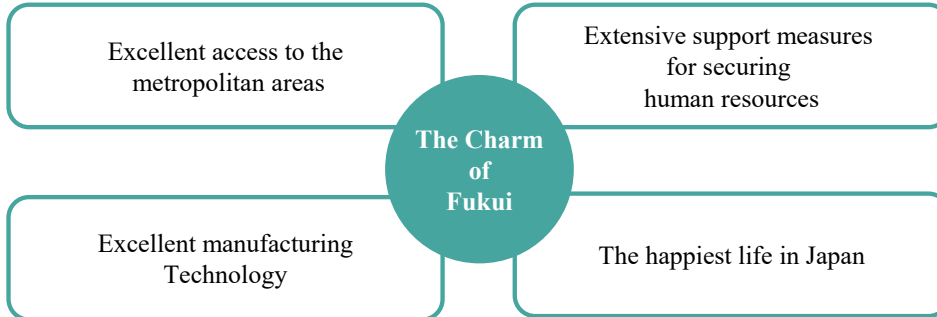 Excellent access to the
metropolitan areas
Extensive support measures
for securing
human resources
The Charm
of
Fukui
Excellent manufacturing
Technology
The happiest life in Japan